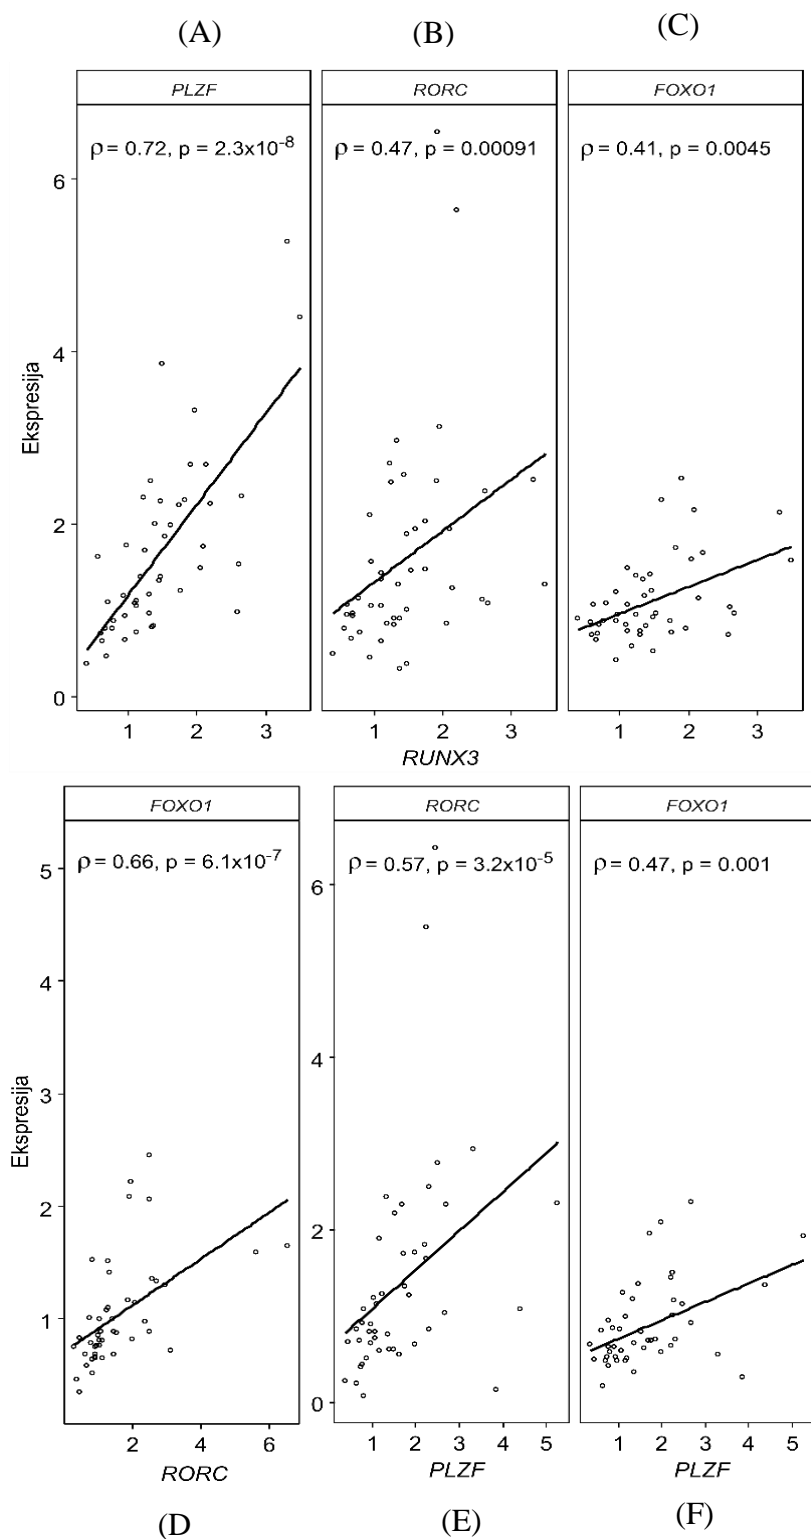 (A) (B) (C)
PLZF RORC FOXO1
ρ = 0.72, p = 2.3x10⁻⁸ ρ = 0.47, p = 0.00091 ρ = 0.41, p = 0.0045
6
4
2
0
Ekspresija
1 2 3 1 2 3 1 2 3
RUNX3
FOXO1 RORC FOXO1
ρ = 0.66, p = 6.1x10⁻⁷ ρ = 0.57, p = 3.2x10⁻⁵ ρ = 0.47, p = 0.001
5
4
3
2
1
Ekspresija
6
4
2
0
2 4 6 1 2 3 4 5 1 2 3 4 5
RORC PLZF PLZF
(D) (E) (F)